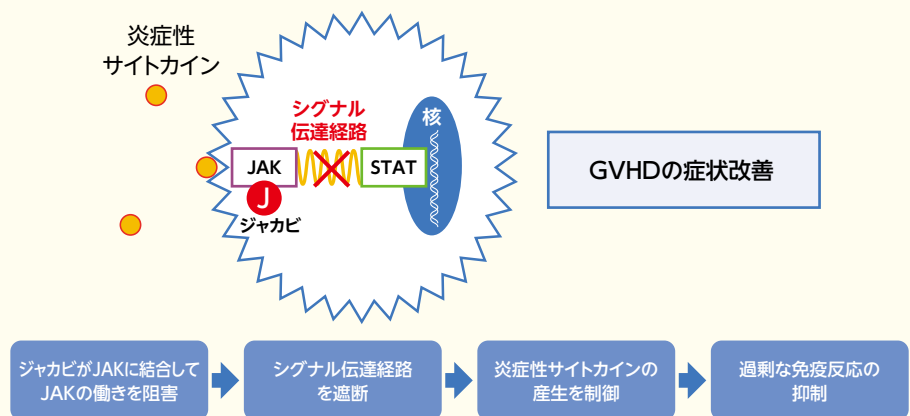 炎症性
サイトカイン
シグナル
伝達経路
核
JAK
STAT
J
ジャカビ
GVHDの症状改善
ジャカビがJAKに結合して
JAKの働きを阻害
シグナル伝達経路
を遮断
炎症性サイトカインの
産生を制御
過剰な免疫反応の
抑制